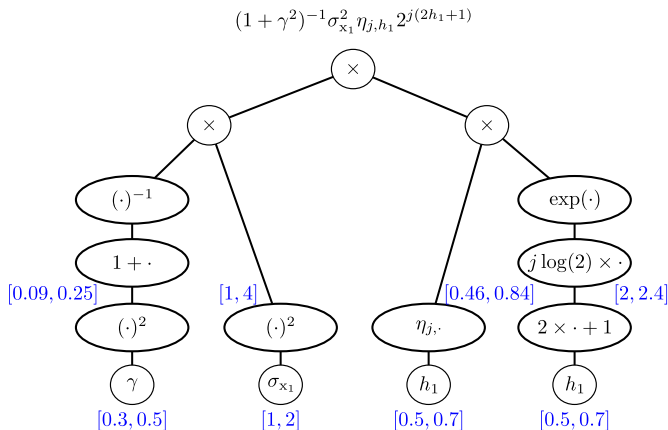 (1 + γ²)⁻¹σ²ₓ₁η_{j,h₁}2^{j(2h₁+1)}
×
× ×
(·)⁻¹ exp(·)
1 + · j log(2) × ·
[0.09, 0.25] [1, 4] [0.46, 0.84] [2, 2.4]
(·)² (·)² η_{j,·} 2 × · + 1
γ σₓ₁ h₁ h₁
[0.3, 0.5] [1, 2] [0.5, 0.7] [0.5, 0.7]